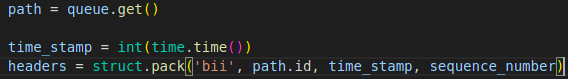 path = queue.get()
time_stamp = int(time.time())
headers = struct.pack('bii', path.id, time_stamp, sequence_number)